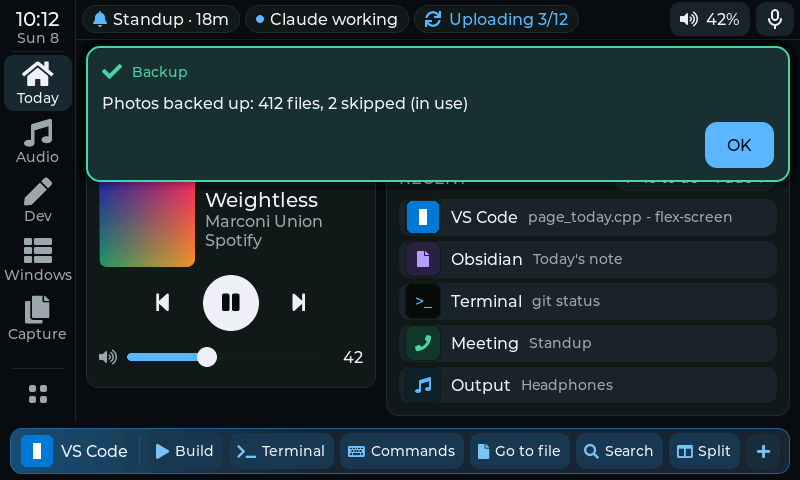 10:12
Sun 8
Standup · 18m
Claude working
Uploading 3/12
42%
Today
Audio
Dev
Windows
Capture
Backup
Photos backed up: 412 files, 2 skipped (in use)
OK
Weightless
Marconi Union
Spotify
42
RECENT
VS Code page_today.cpp - flex-screen
Obsidian Today's note
>_ Terminal git status
Meeting Standup
Output Headphones
VS Code
Build
Terminal
Commands
Go to file
Search
Split